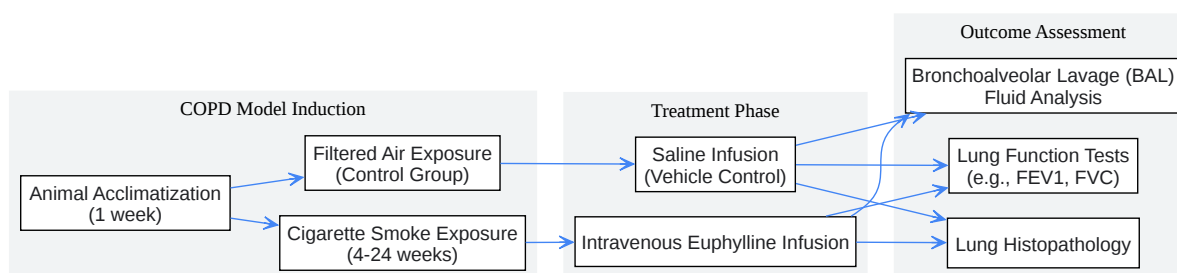 COPD Model Induction
Animal Acclimatization
(1 week)
Filtered Air Exposure
(Control Group)
Cigarette Smoke Exposure
(4-24 weeks)
Treatment Phase
Saline Infusion
(Vehicle Control)
Intravenous Euphylline Infusion
Outcome Assessment
Bronchoalveolar Lavage (BAL)
Fluid Analysis
Lung Function Tests
(e.g., FEV1, FVC)
Lung Histopathology